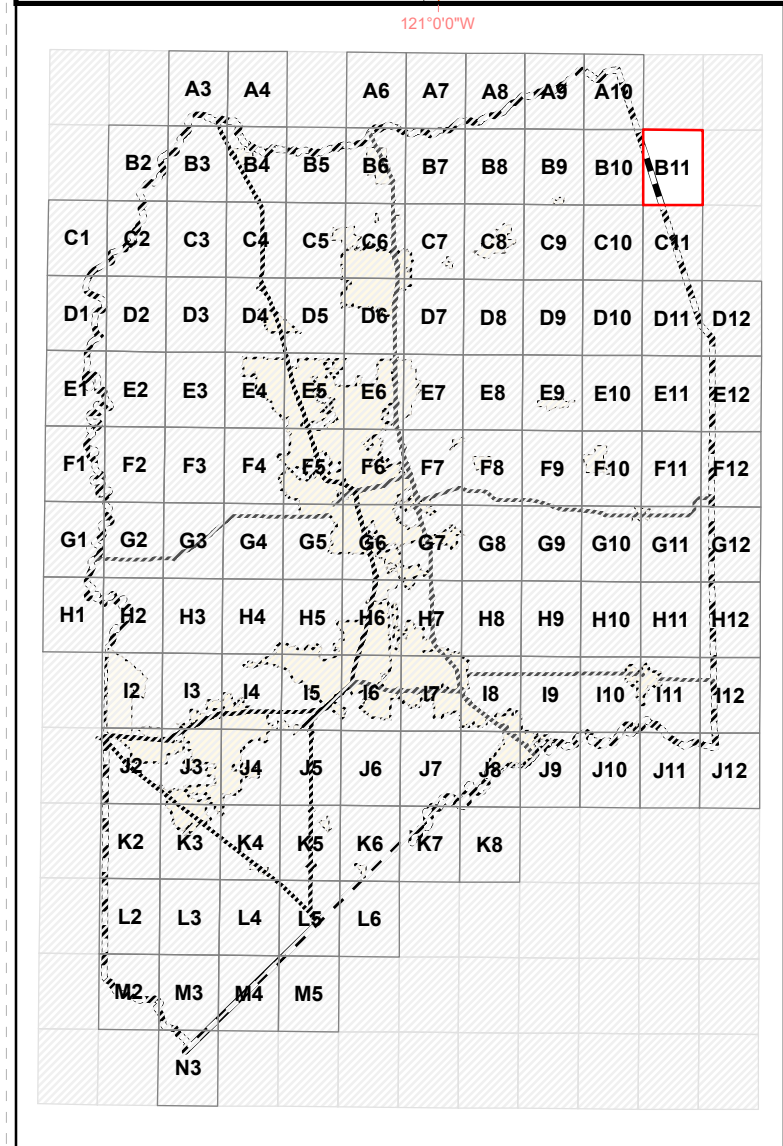 121°0'0"W
A3 A4 A6 A7 A8 A9 A10
B2 B3 B4 B5 B6 B7 B8 B9 B10 B11
C1 C2 C3 C4 C5 C6 C7 C8 C9 C10 C11
D1 D2 D3 D4 D5 D6 D7 D8 D9 D10 D11 D12
E1 E2 E3 E4 E5 E6 E7 E8 E9 E10 E11 E12
F1 F2 F3 F4 F5 F6 F7 F8 F9 F10 F11 F12
G1 G2 G3 G4 G5 G6 G7 G8 G9 G10 G11 G12
H1 H2 H3 H4 H5 H6 H7 H8 H9 H10 H11 H12
I2 I3 I4 I5 I6 I7 I8 I9 I10 I11 I12
J2 J3 J4 J5 J6 J7 J8 J9 J10 J11 J12
K2 K3 K4 K5 K6 K7 K8
L2 L3 L4 L5 L6
M2 M3 M4 M5
N3